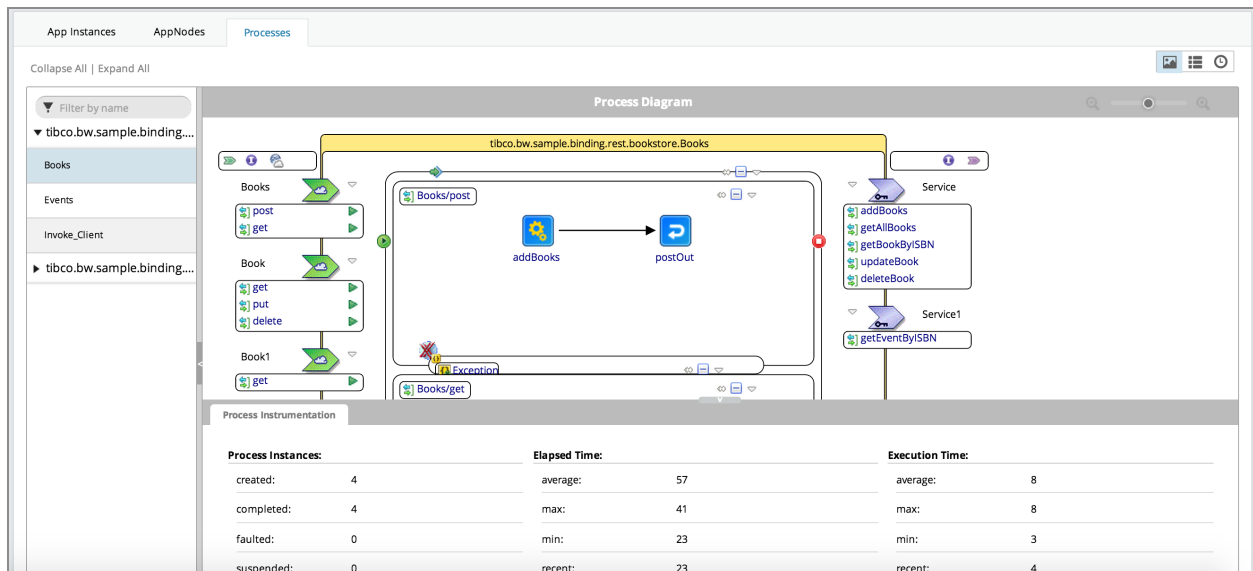 App Instances AppNodes Processes
Collapse All | Expand All
Filter by name
Process Diagram
tibco.bw.sample.binding....
Books
Events
Invoke_Client
tibco.bw.sample.binding....
tibco.bw.sample.binding.rest.bookstore.Books
Books
post
get
Book
get
put
delete
Book1
get
Books/post
addBooks
postOut
Exception
Books/get
Service
addBooks
getAllBooks
getBookByISBN
updateBook
deleteBook
Service1
getEventByISBN
Process Instrumentation
Process Instances: Elapsed Time: Execution Time:
created: 4 average: 57 average: 8
completed: 4 max: 41 max: 8
faulted: 0 min: 23 min: 3
suspended: 0 recent: 23 recent: 4